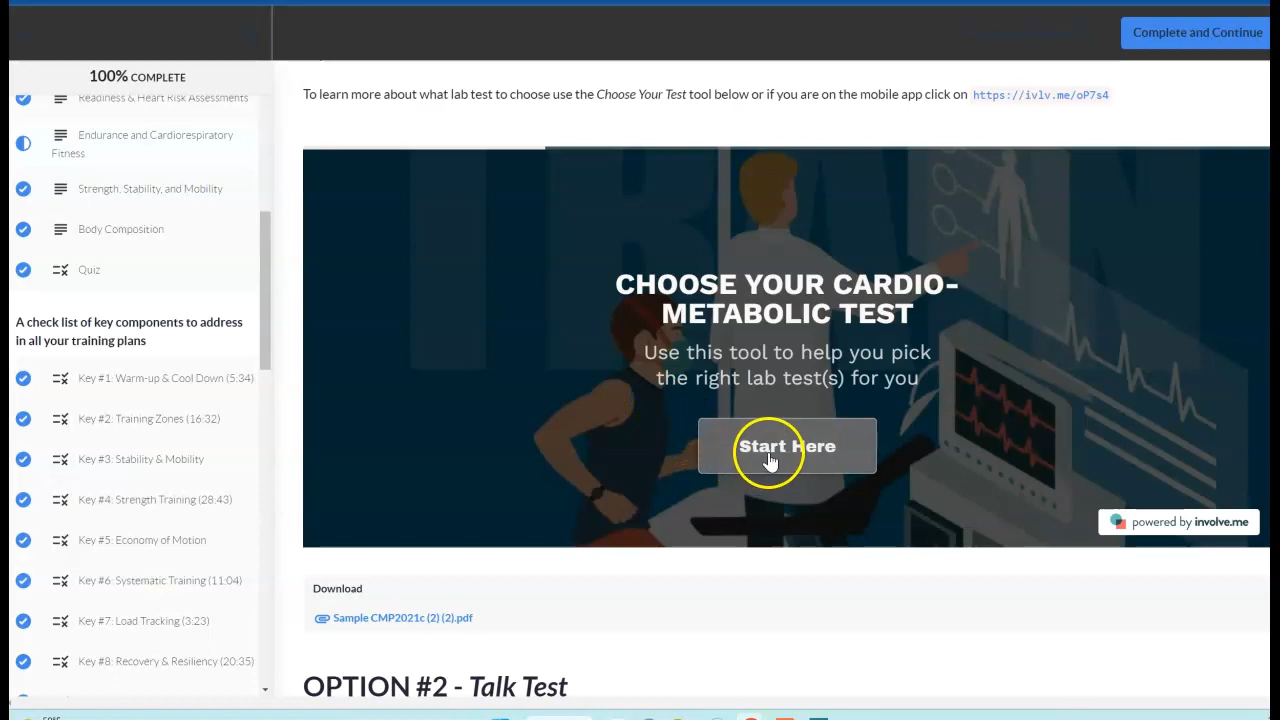 Complete and Continue
100% COMPLETE
Readiness & Heart Risk Assessments
Endurance and Cardiorespiratory
Fitness
Strength, Stability, and Mobility
Body Composition
Quiz
A check list of key components to address
in all your training plans
Key #1: Warm-up & Cool Down (5:34)
Key #2: Training Zones (16:32)
Key #3: Stability & Mobility
Key #4: Strength Training (28:43)
Key #5: Economy of Motion
Key #6: Systematic Training (11:04)
Key #7: Load Tracking (3:23)
Key #8: Recovery & Resiliency (20:35)
To learn more about what lab test to choose use the Choose Your Test tool below or if you are on the mobile app click on https://ivlv.me/oP7s4
CHOOSE YOUR CARDIO-
METABOLIC TEST
Use this tool to help you pick
the right lab test(s) for you
Start Here
powered by involve.me
Download
Sample CMP2021c (2) (2).pdf
OPTION #2 - Talk Test